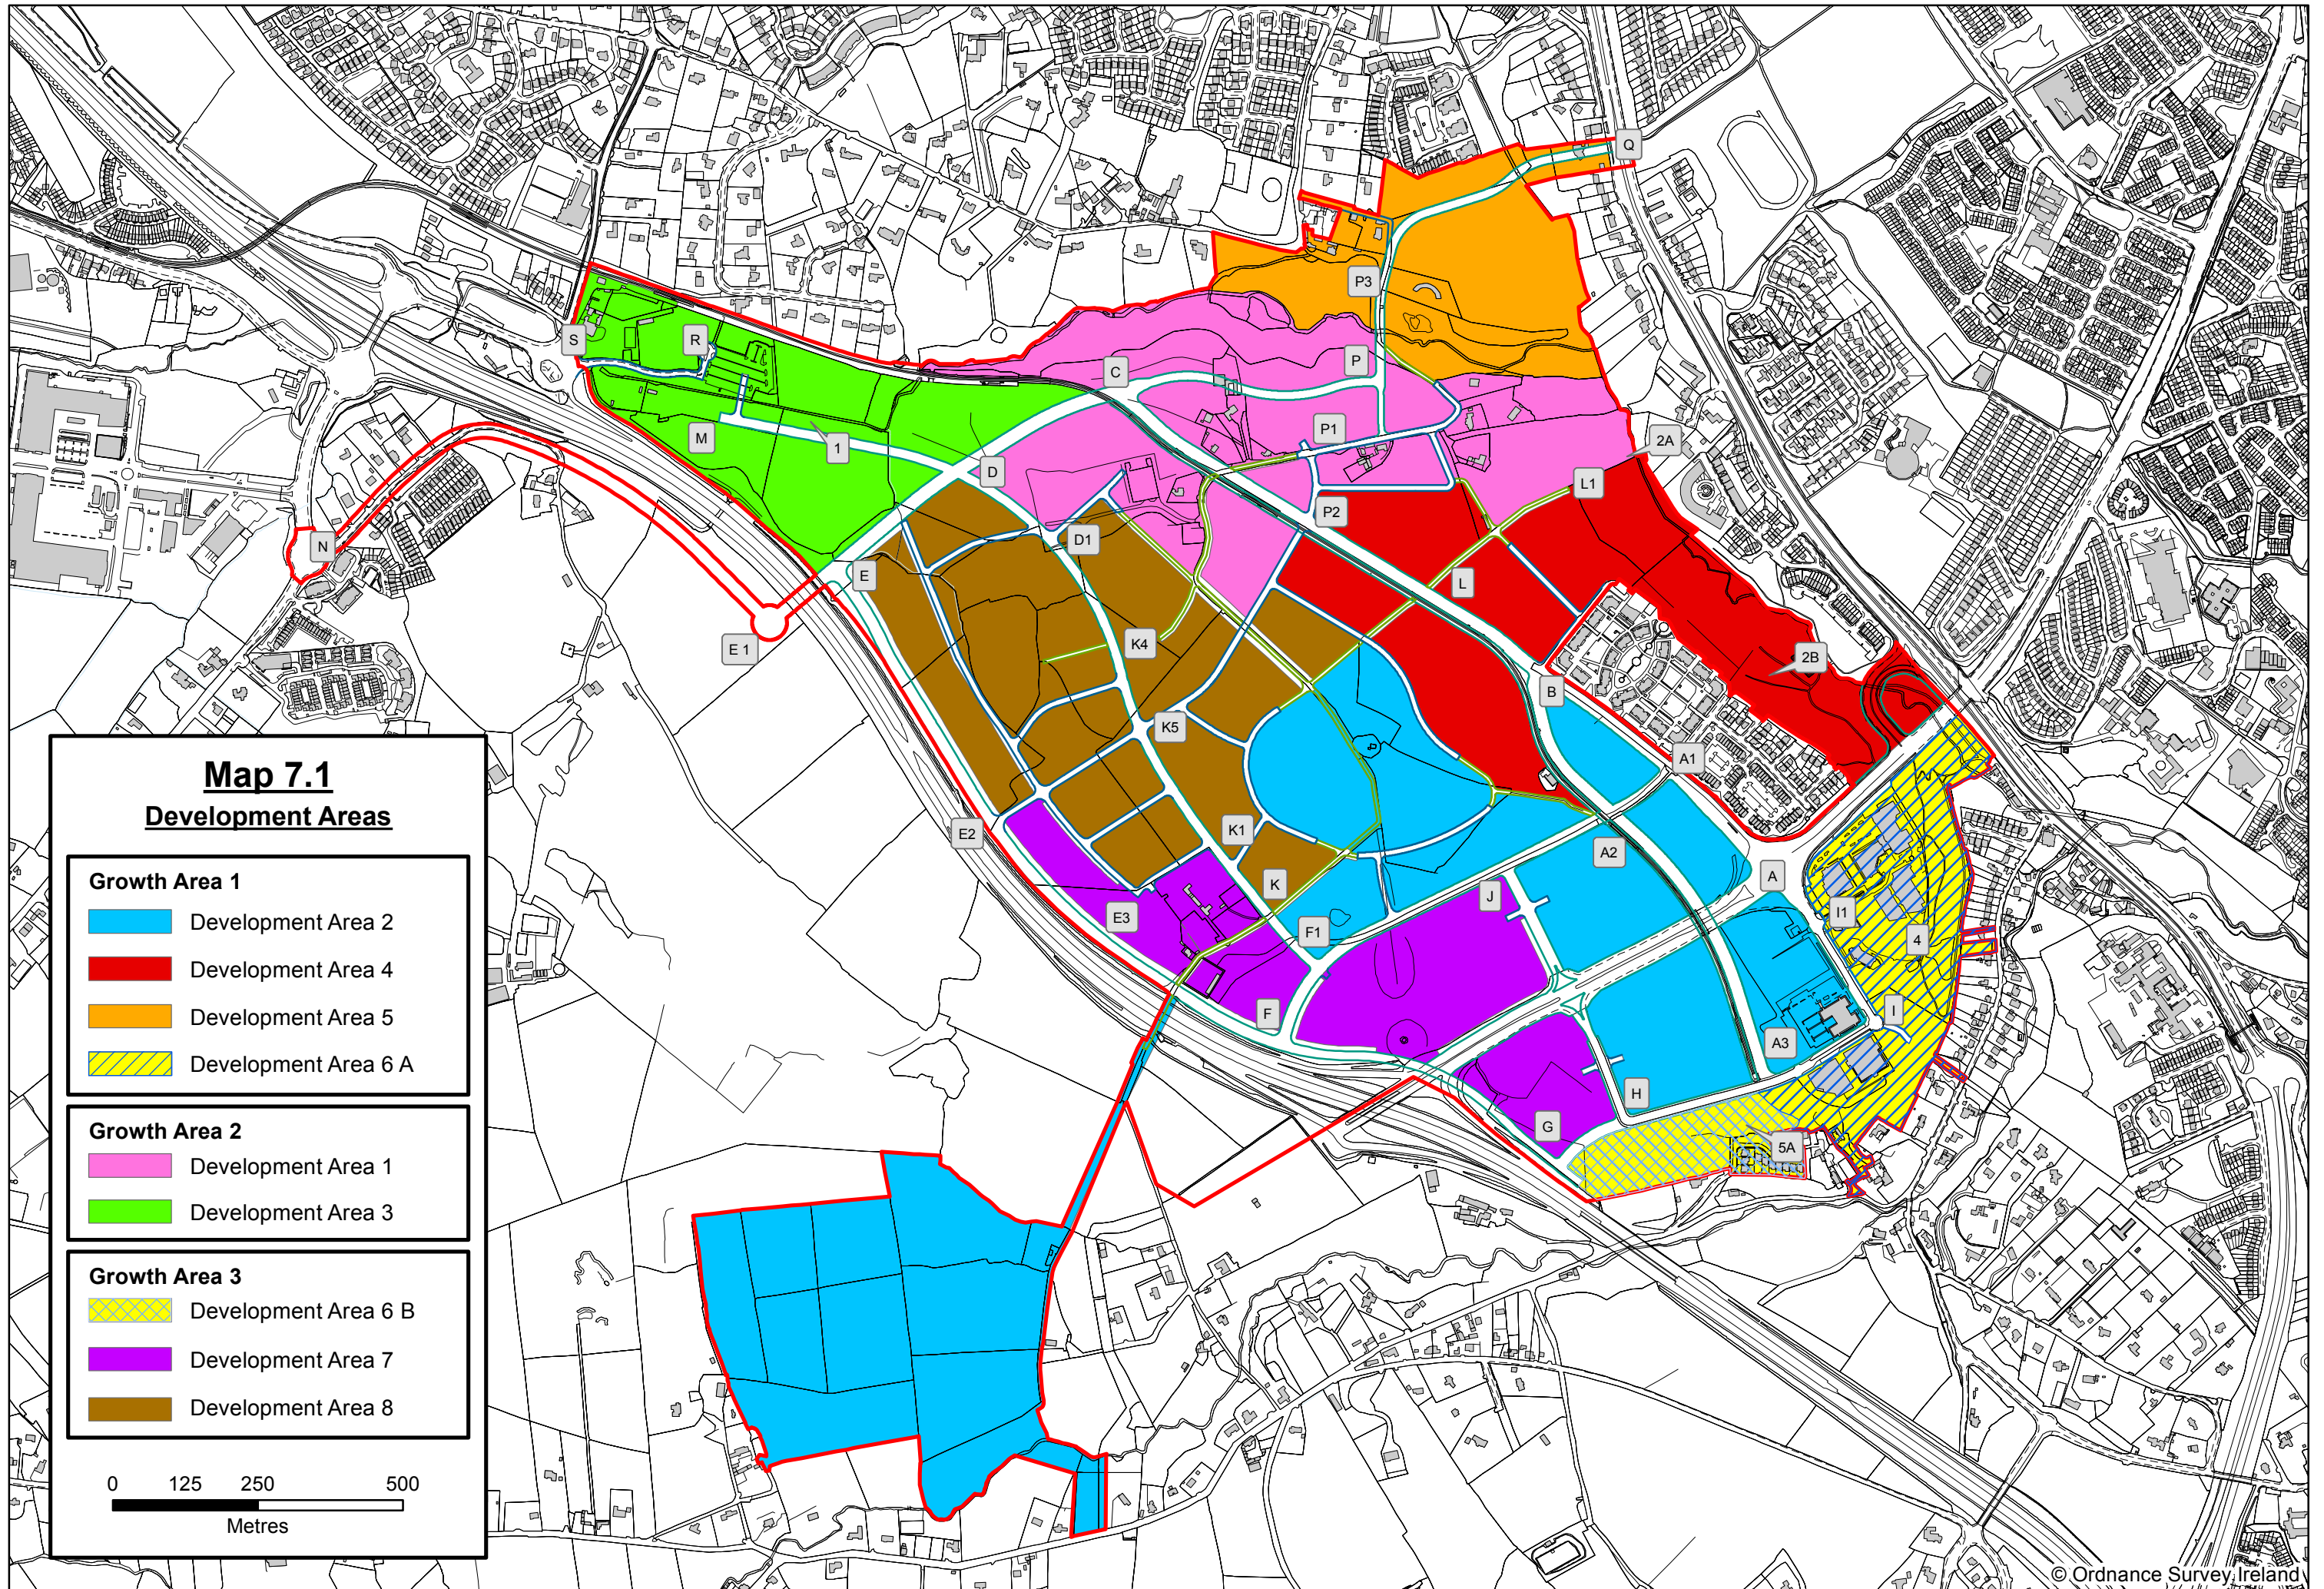 Q
P3
S
R
C
P
M
1
P1
2A
D
L1
P2
N
D1
E
L
E 1
K4
2B
B
K5
A1
E2
K1
A2
K
A
J
E3
I1
F1
4
F
I
A3
H
G
5A
Map 7.1
Development Areas
Growth Area 1
Development Area 2
Development Area 4
Development Area 5
Development Area 6 A
Growth Area 2
Development Area 1
Development Area 3
Growth Area 3
Development Area 6 B
Development Area 7
Development Area 8
0 125 250 500
Metres
© Ordnance Survey Ireland